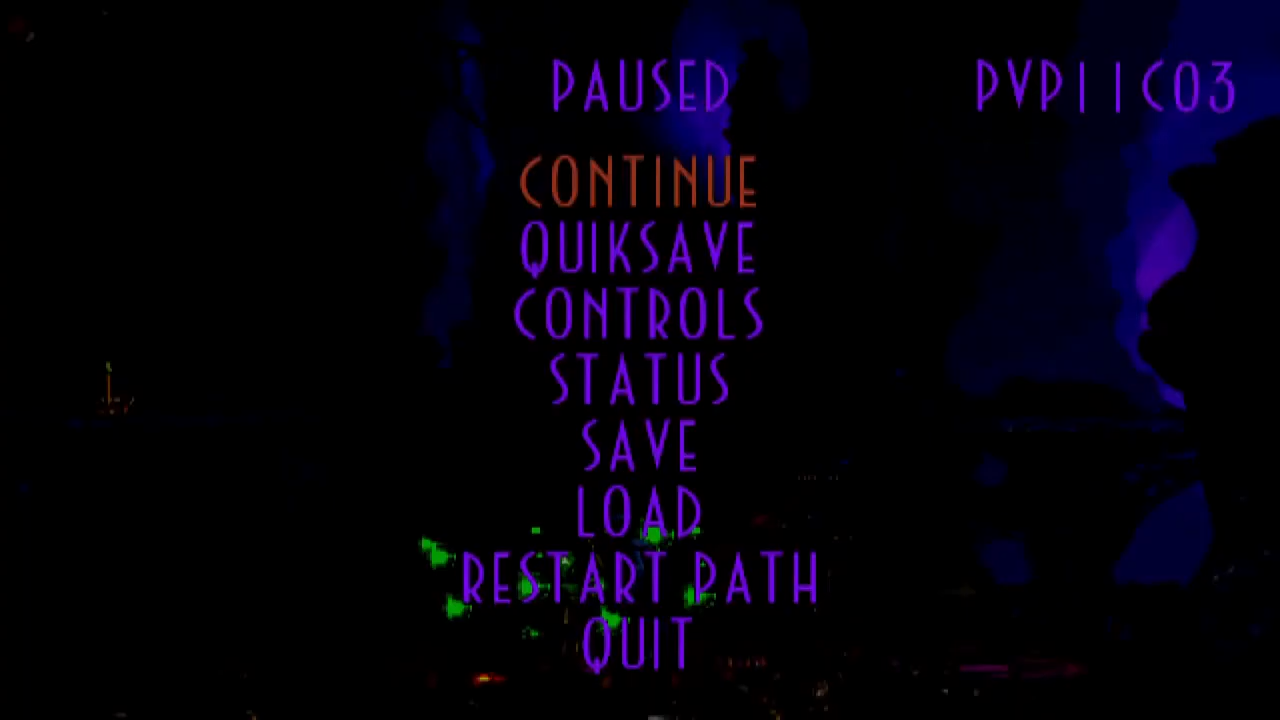 PAUSED
PVP11C03
CONTINUE
QUIKSAVE
CONTROLS
STATUS
SAVE
LOAD
RESTART PATH
QUIT